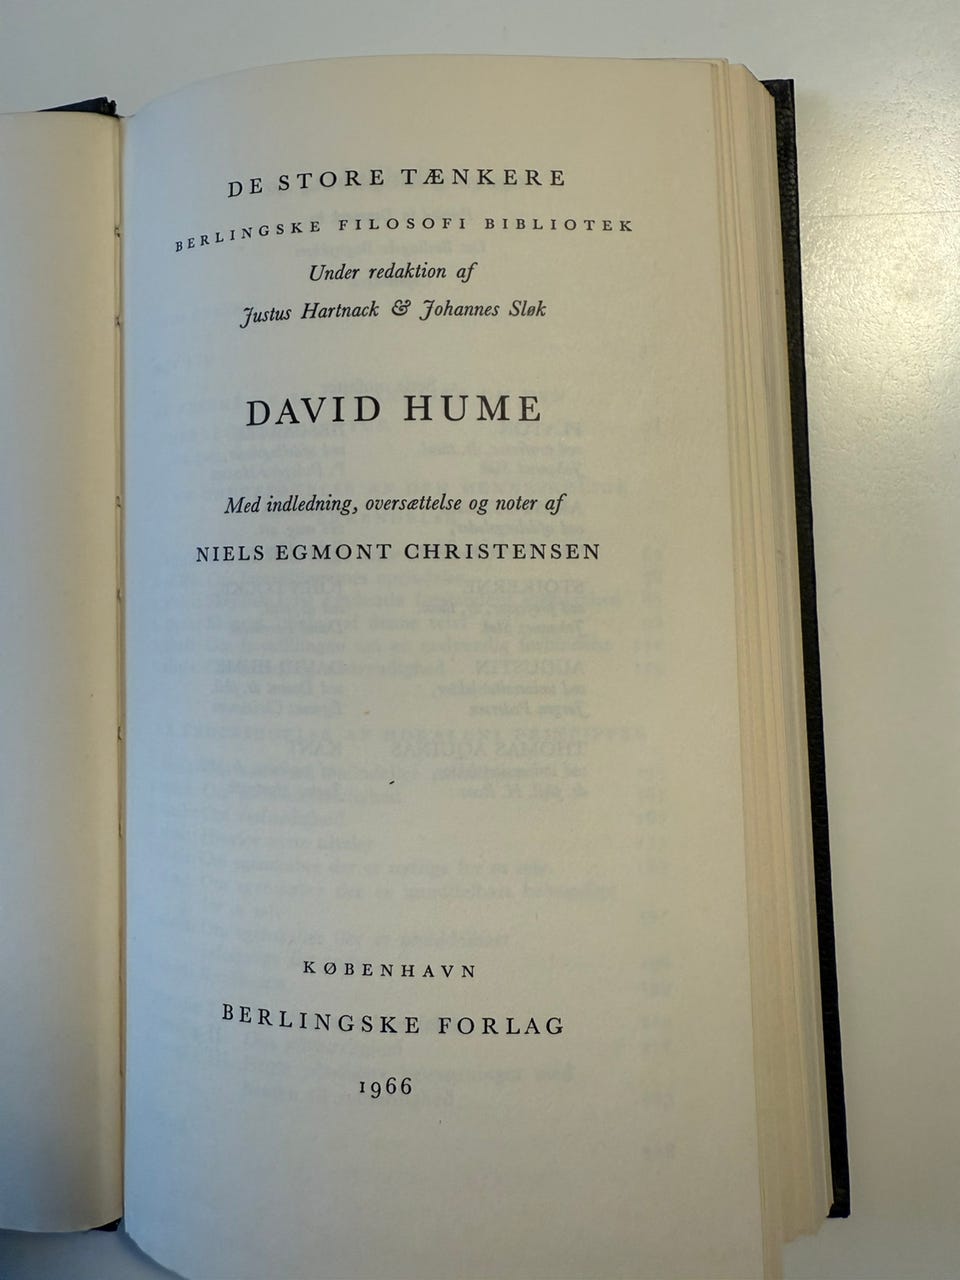 DE STORE TÆNKERE
BERLINGSKE FILOSOFI BIBLIOTEK
Under redaktion af
Justus Hartnack & Johannes Sløk
DAVID HUME
Med indledning, oversættelse og noter af
NIELS EGMONT CHRISTENSEN
KØBENHAVN
BERLINGSKE FORLAG
1966